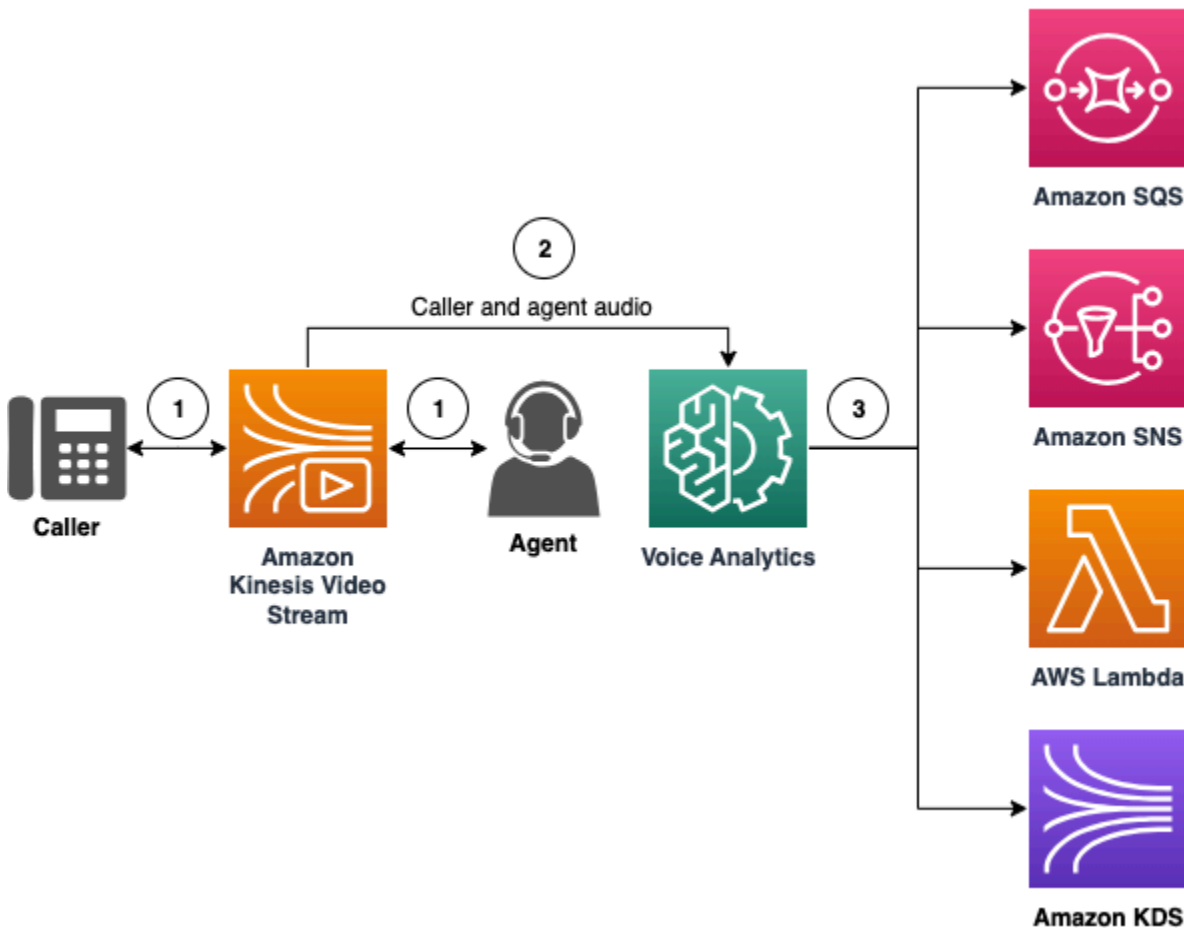 Amazon SQS
2
Caller and agent audio
Amazon SNS
1
1
3
Caller
Agent
Voice Analytics
Amazon
Kinesis Video
Stream
AWS Lambda
Amazon KDS